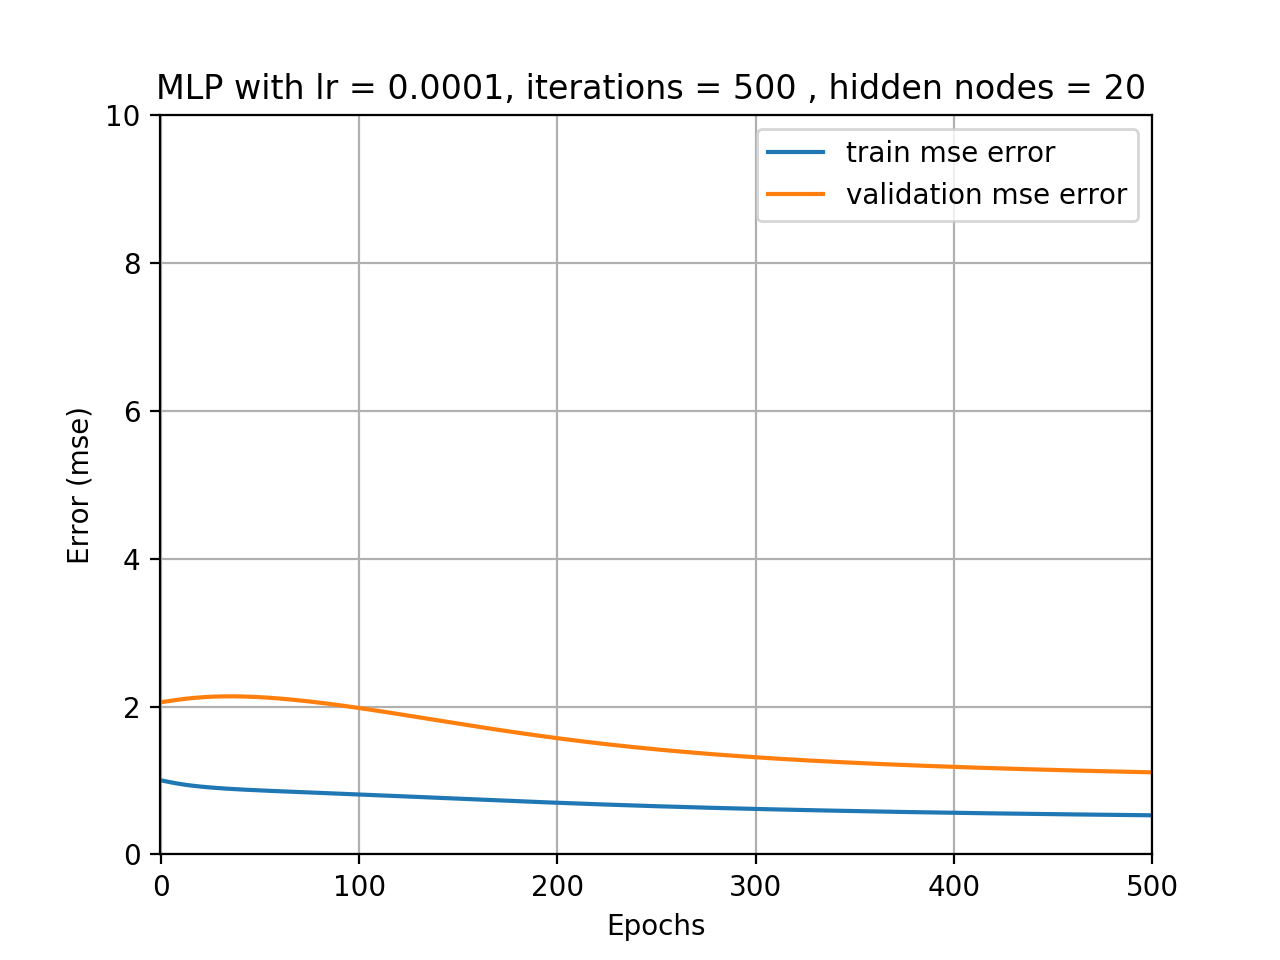 MLP with lr = 0.0001, iterations = 500 , hidden nodes = 20
train mse error
validation mse error
Error (mse)
10
8
6
4
2
0
0 100 200 300 400 500
Epochs